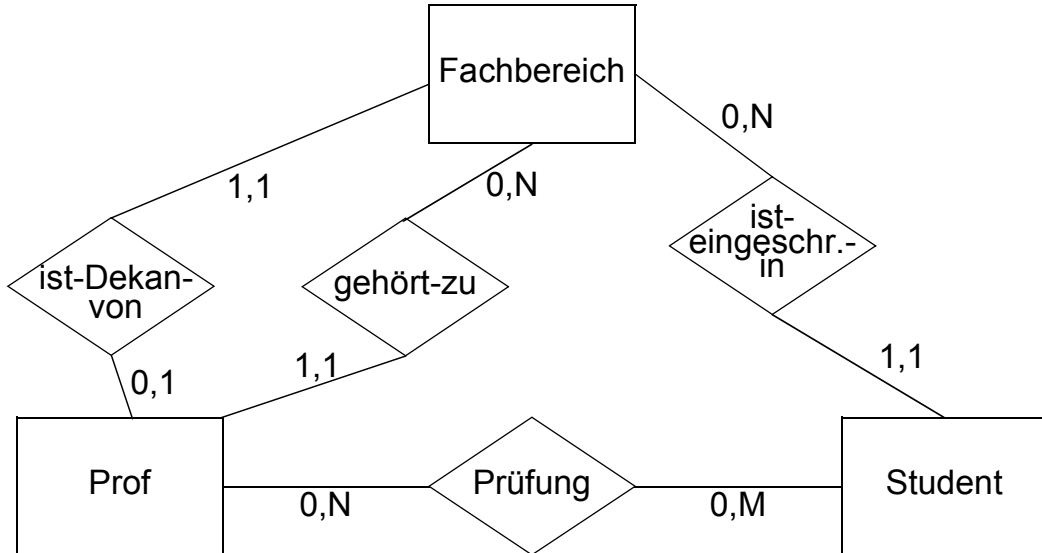 Fachbereich
0,N
1,1
0,N
ist-
eingeschr.-
in
ist-Dekan-
von
gehört-zu
1,1
1,1
0,1
Prof
Prüfung
Student
0,N
0,M